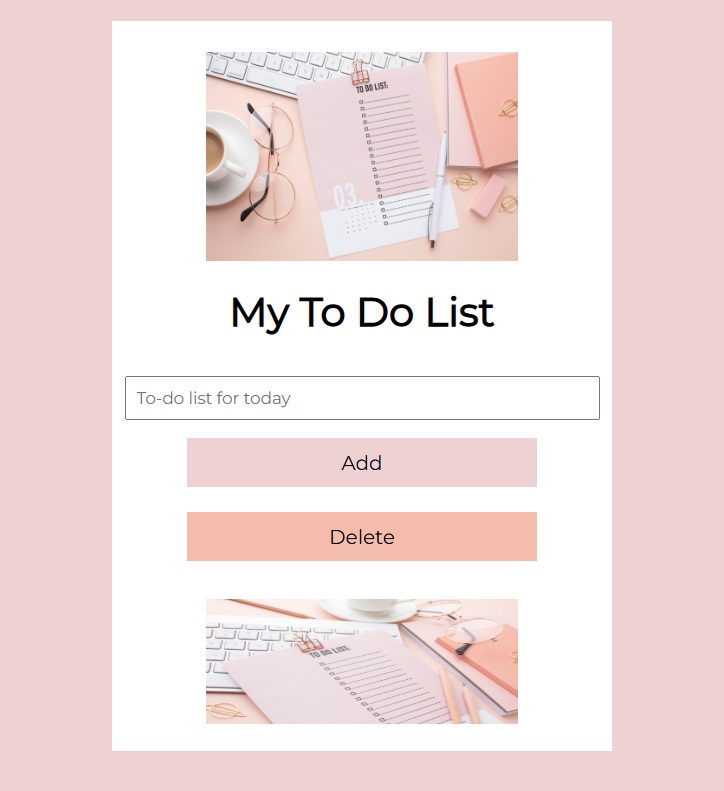 TO DO LIST:
03.
My To Do List
To-do list for today
Add
Delete
TO DO LIST: